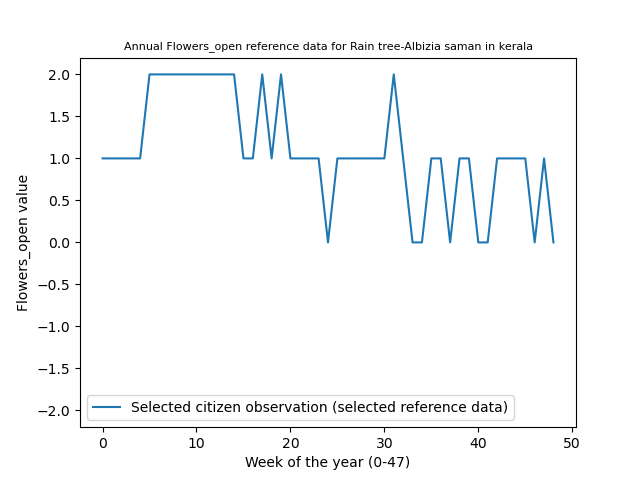 Annual Flowers_open reference data for Rain tree-Albizia saman in kerala
2.0
1.5
1.0
0.5
0.0
−0.5
−1.0
−1.5
−2.0
Flowers_open value
Selected citizen observation (selected reference data)
0 10 20 30 40 50
Week of the year (0-47)